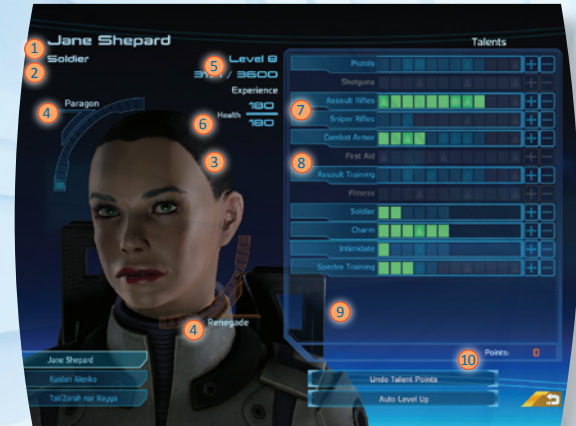 1 Jane Shepard
Talents
2 Soldier
5 Level 8
/ 3600
Experience
4 Paragon
6 Health 180
180
3
Pistols
Shotguns
7 Assault Rifles
Sniper Rifles
Combat Armor
First Aid
8 Assault Training
Fitness
Soldier
Charm
Intimidate
Spectre Training
9
4 Renegade
10 Points: 0
Jane Shepard
Kaidan Alenko
Tali'Zorah nar Rayya
Undo Talent Points
Auto Level Up